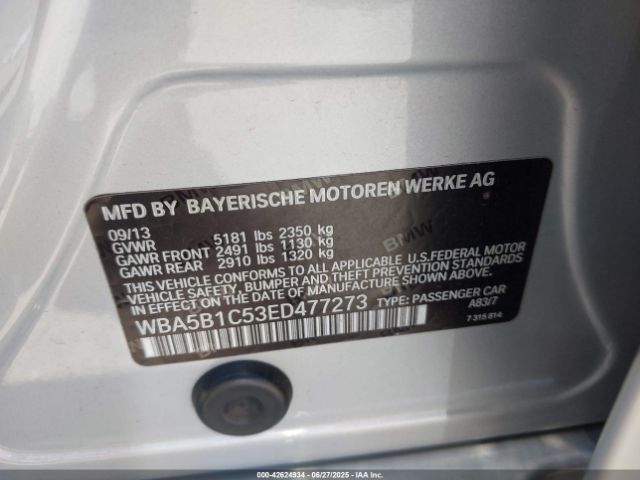 MFD BY BAYERISCHE MOTOREN WERKE AG
09/13
GVWR 5181 lbs 2350 kg
GAWR FRONT 2491 lbs 1130 kg
GAWR REAR 2910 lbs 1320 kg
THIS VEHICLE CONFORMS TO ALL APPLICABLE U.S.FEDERAL MOTOR
VEHICLE SAFETY, BUMPER, AND THEFT PREVENTION
STANDARDS IN EFFECT ON THE DATE OF MANUFACTURE SHOWN ABOVE.
WBA5B1C53ED477273 TYPE: PASSENGER CAR
A83/7
7 315 814
BMW
000-42624934 | 06/27/2025 | ©IAA Holdings, LLC